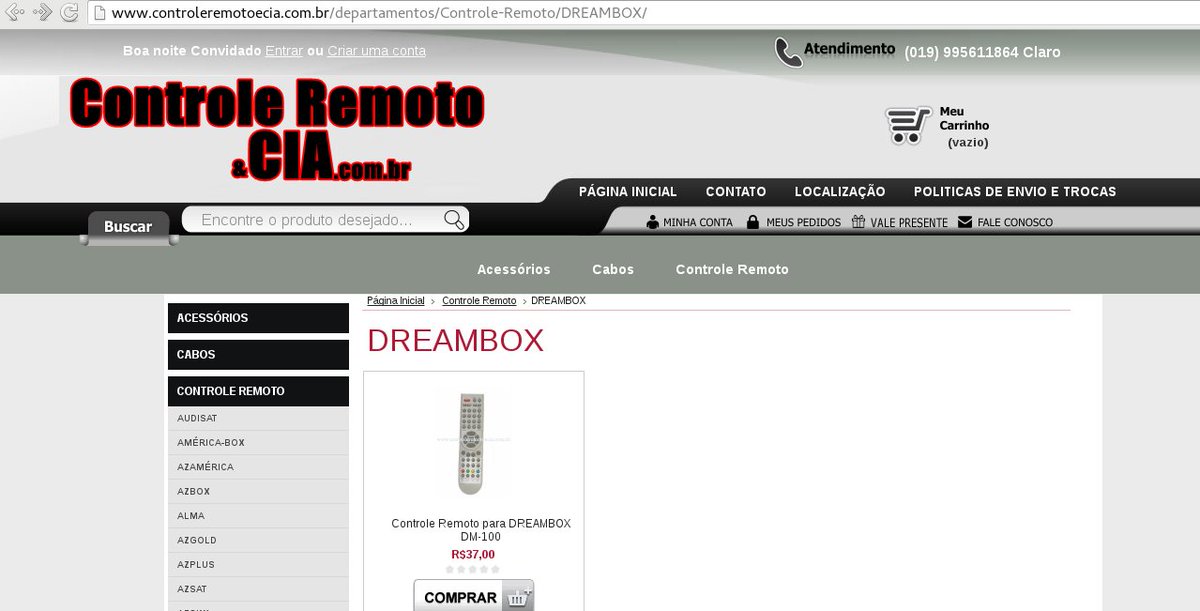 www.controleremotoecia.com.br/departamentos/Controle-Remoto/DREAMBOX/
Boa noite Convidado Entrar ou Criar uma conta
Atendimento (019) 995611864 Claro
Controle Remoto
&CIA.com.br
Meu
Carrinho
(vazio)
PÁGINA INICIAL CONTATO LOCALIZAÇÃO POLITICAS DE ENVIO E TROCAS
Buscar Encontre o produto desejado...
MINHA CONTA MEUS PEDIDOS VALE PRESENTE FALE CONOSCO
Acessórios Cabos Controle Remoto
Página Inicial > Controle Remoto > DREAMBOX
ACESSÓRIOS
CABOS
CONTROLE REMOTO
AUDISAT
AMÉRICA-BOX
AZAMÉRICA
AZBOX
ALMA
AZGOLD
AZPLUS
AZSAT
DREAMBOX
Controle Remoto para DREAMBOX
DM-100
R$37,00
COMPRAR